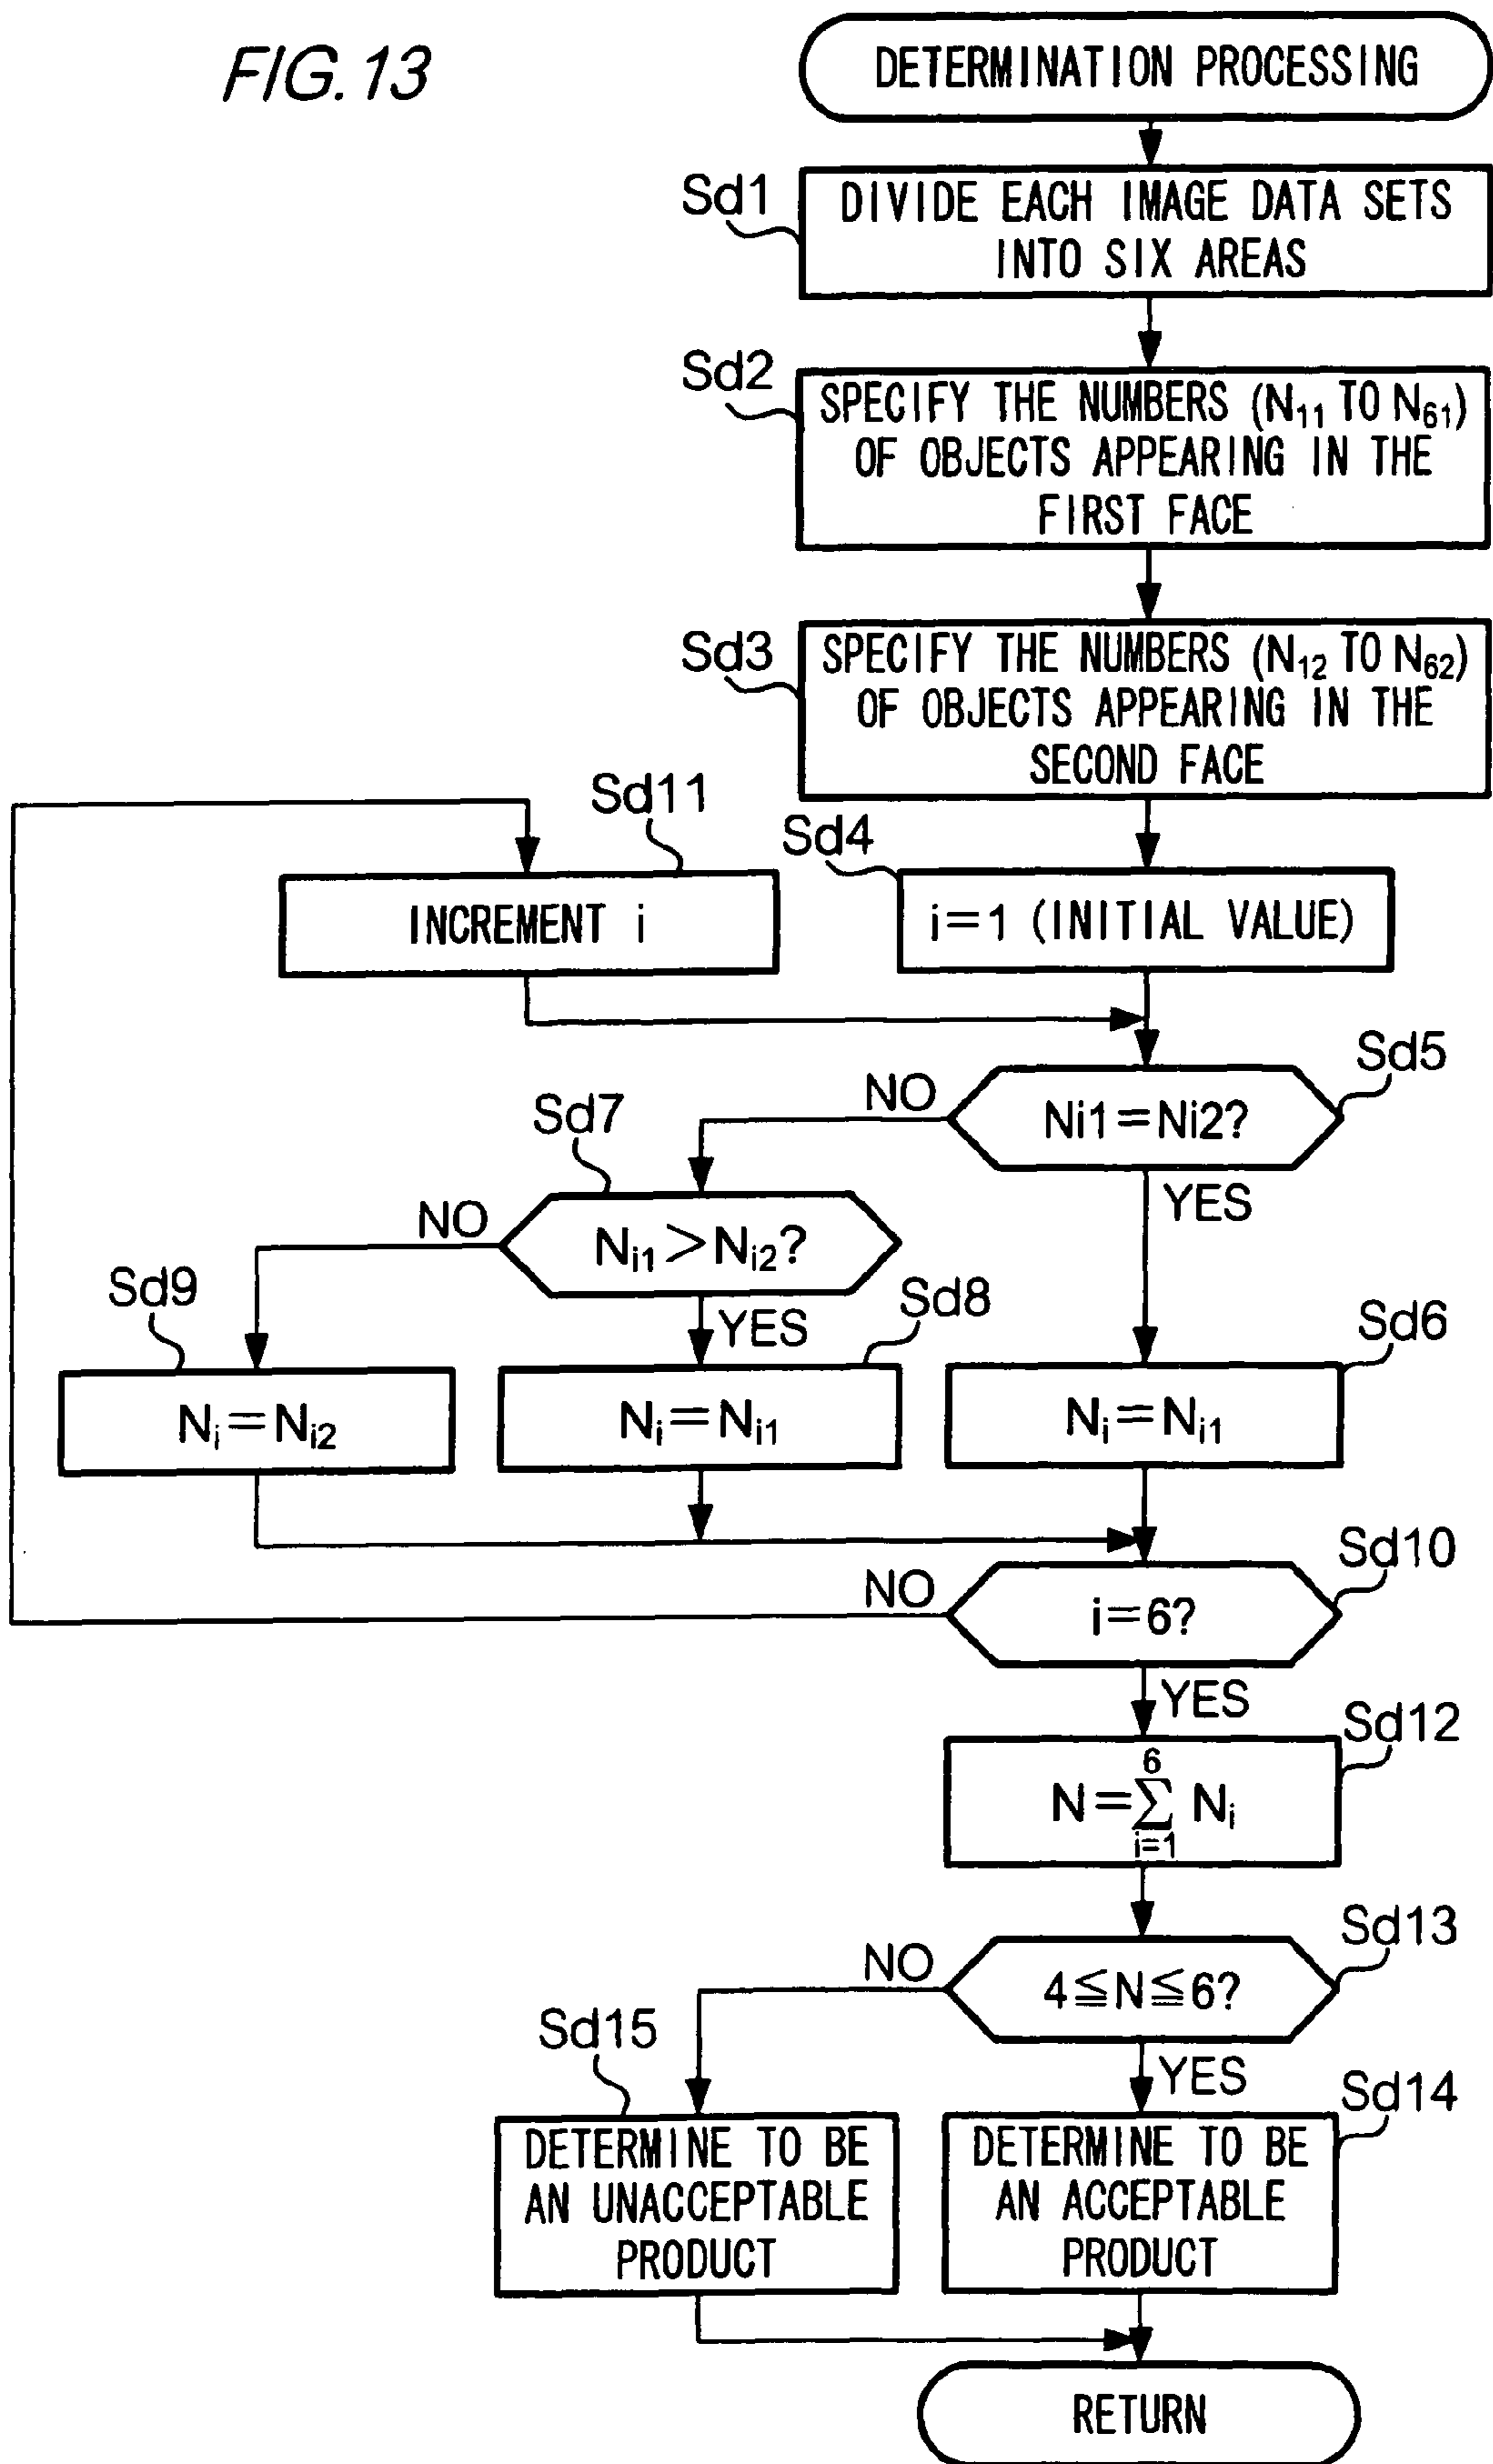 FIG.13
DETERMINATION PROCESSING
Sd1
DIVIDE EACH IMAGE DATA SETS
INTO SIX AREAS
Sd2
SPECIFY THE NUMBERS (N₁₁ TO N₆₁)
OF OBJECTS APPEARING IN THE
FIRST FACE
Sd3
SPECIFY THE NUMBERS (N₁₂ TO N₆₂)
OF OBJECTS APPEARING IN THE
SECOND FACE
Sd11
INCREMENT i
Sd4
i=1 (INITIAL VALUE)
Sd5
Ni1=Ni2?
NO
YES
Sd7
Nᵢ₁>Nᵢ₂?
NO
YES
Sd9
Nᵢ=Nᵢ₂
Sd8
Nᵢ=Nᵢ₁
Sd6
Nᵢ=Nᵢ₁
Sd10
i=6?
NO
YES
Sd12
6
N=∑ Nᵢ
i=1
Sd13
4≦N≦6?
NO
YES
Sd15
DETERMINE TO BE
AN UNACCEPTABLE
PRODUCT
Sd14
DETERMINE TO BE
AN ACCEPTABLE
PRODUCT
RETURN